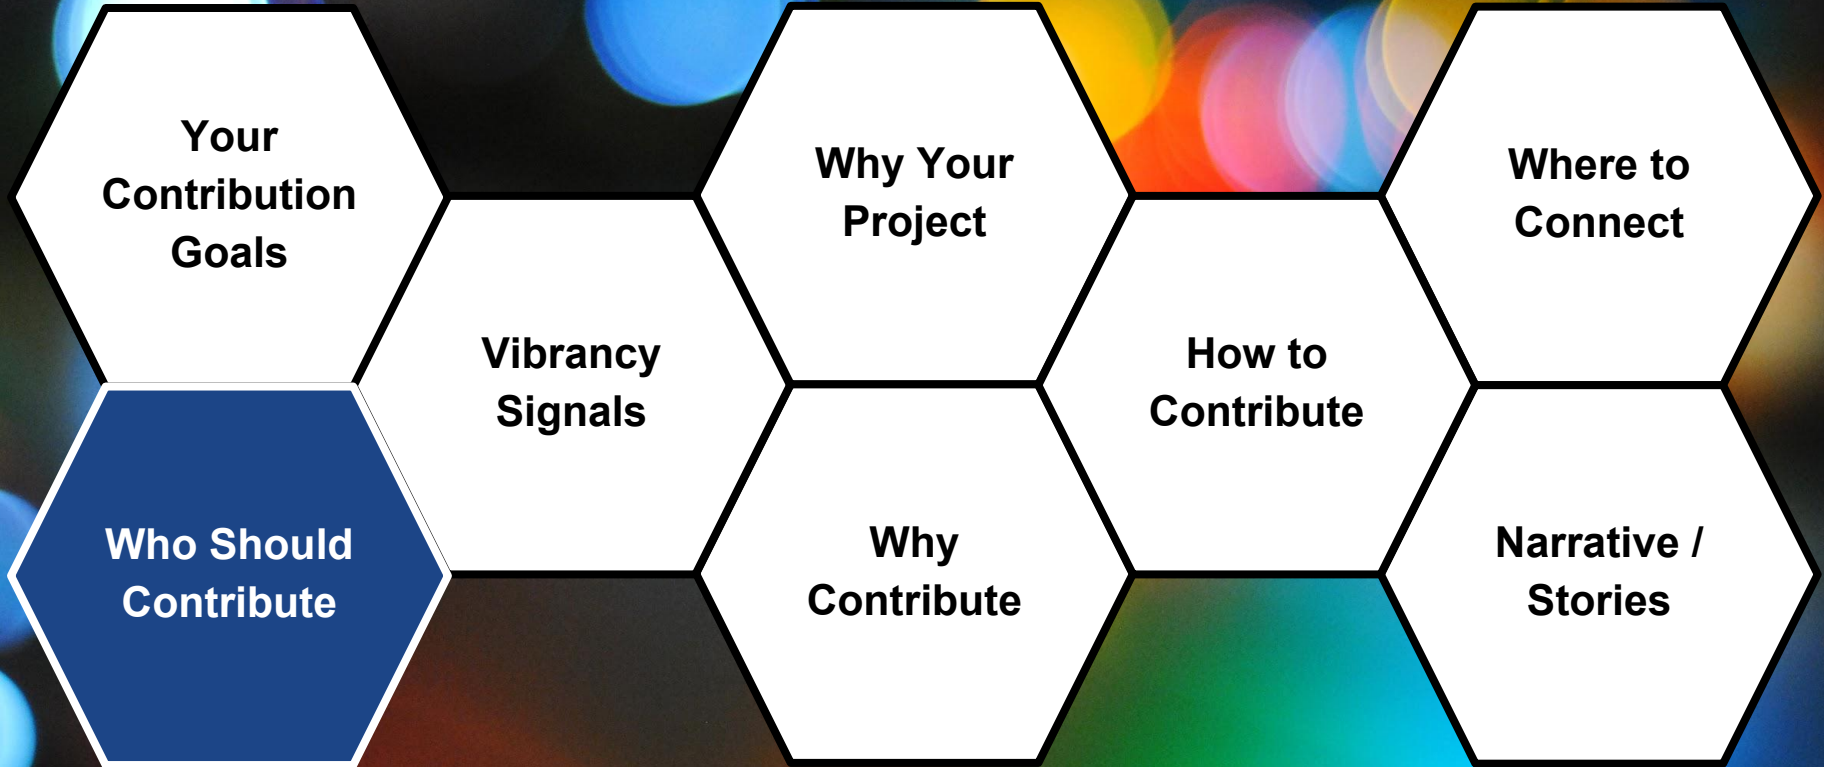 Your
Contribution
Goals
Who Should
Contribute
Vibrancy
Signals
Why Your
Project
Why
Contribute
How to
Contribute
Where to
Connect
Narrative /
Stories